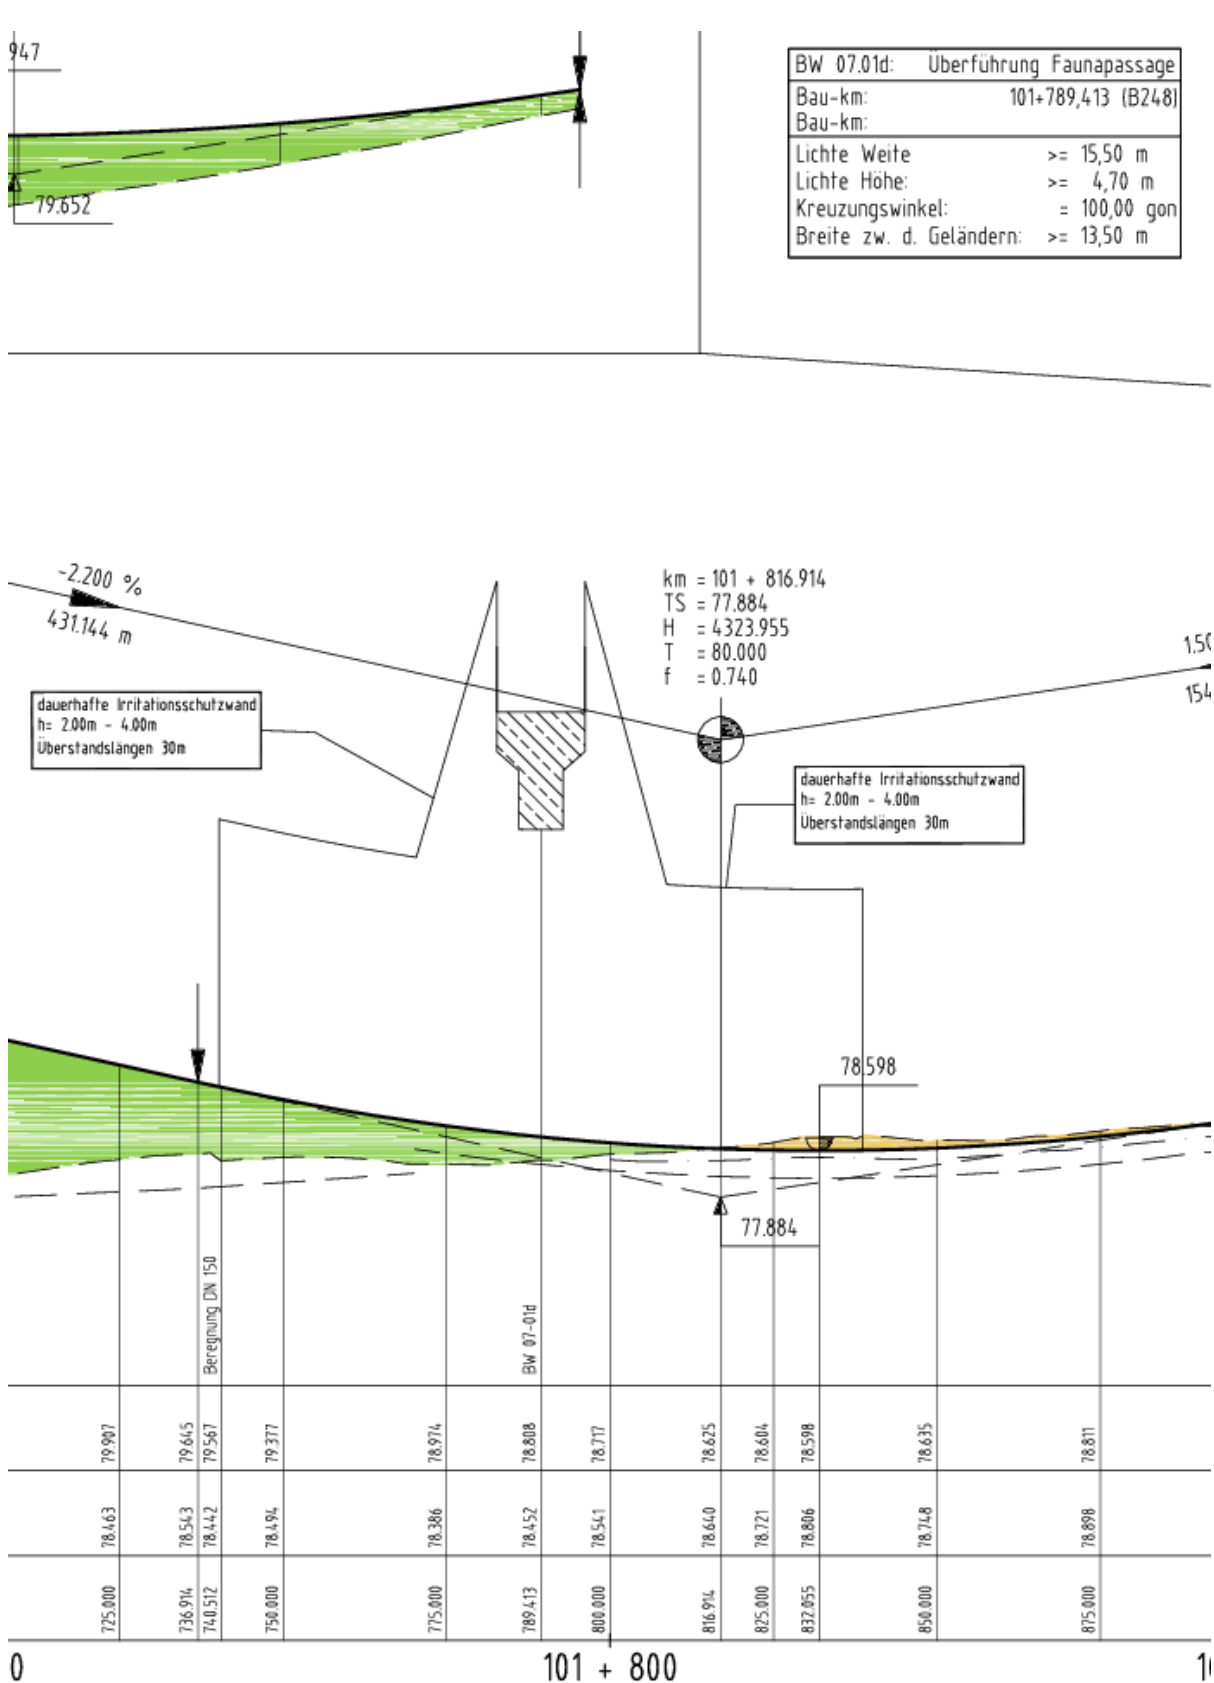 947
79.652
BW 07.01d: Überführung Faunapassage
Bau-km: 101+789,413 (B248)
Bau-km:
Lichte Weite >= 15,50 m
Lichte Höhe: >= 4,70 m
Kreuzungswinkel: = 100,00 gon
Breite zw. d. Geländern: >= 13,50 m
-2.200 %
431.144 m
km = 101 + 816.914
TS = 77.884
H = 4323.955
T = 80.000
f = 0.740
1.50
154
dauerhafte Irritationsschutzwand
h= 2.00m - 4.00m
Überstandslängen 30m
dauerhafte Irritationsschutzwand
h= 2.00m - 4.00m
Überstandslängen 30m
78.598
77.884
Beregnung DN 150
BW 07-01d
79.907 79.645 79.567 79.377 78.974 78.808 78.717 78.625 78.604 78.598 78.635 78.811
78.463 78.543 78.442 78.494 78.386 78.452 78.541 78.640 78.721 78.806 78.748 78.898
725.000 736.914 740.512 750.000 775.000 789.413 800.000 816.914 825.000 832.055 850.000 875.000
0 101 + 800 10